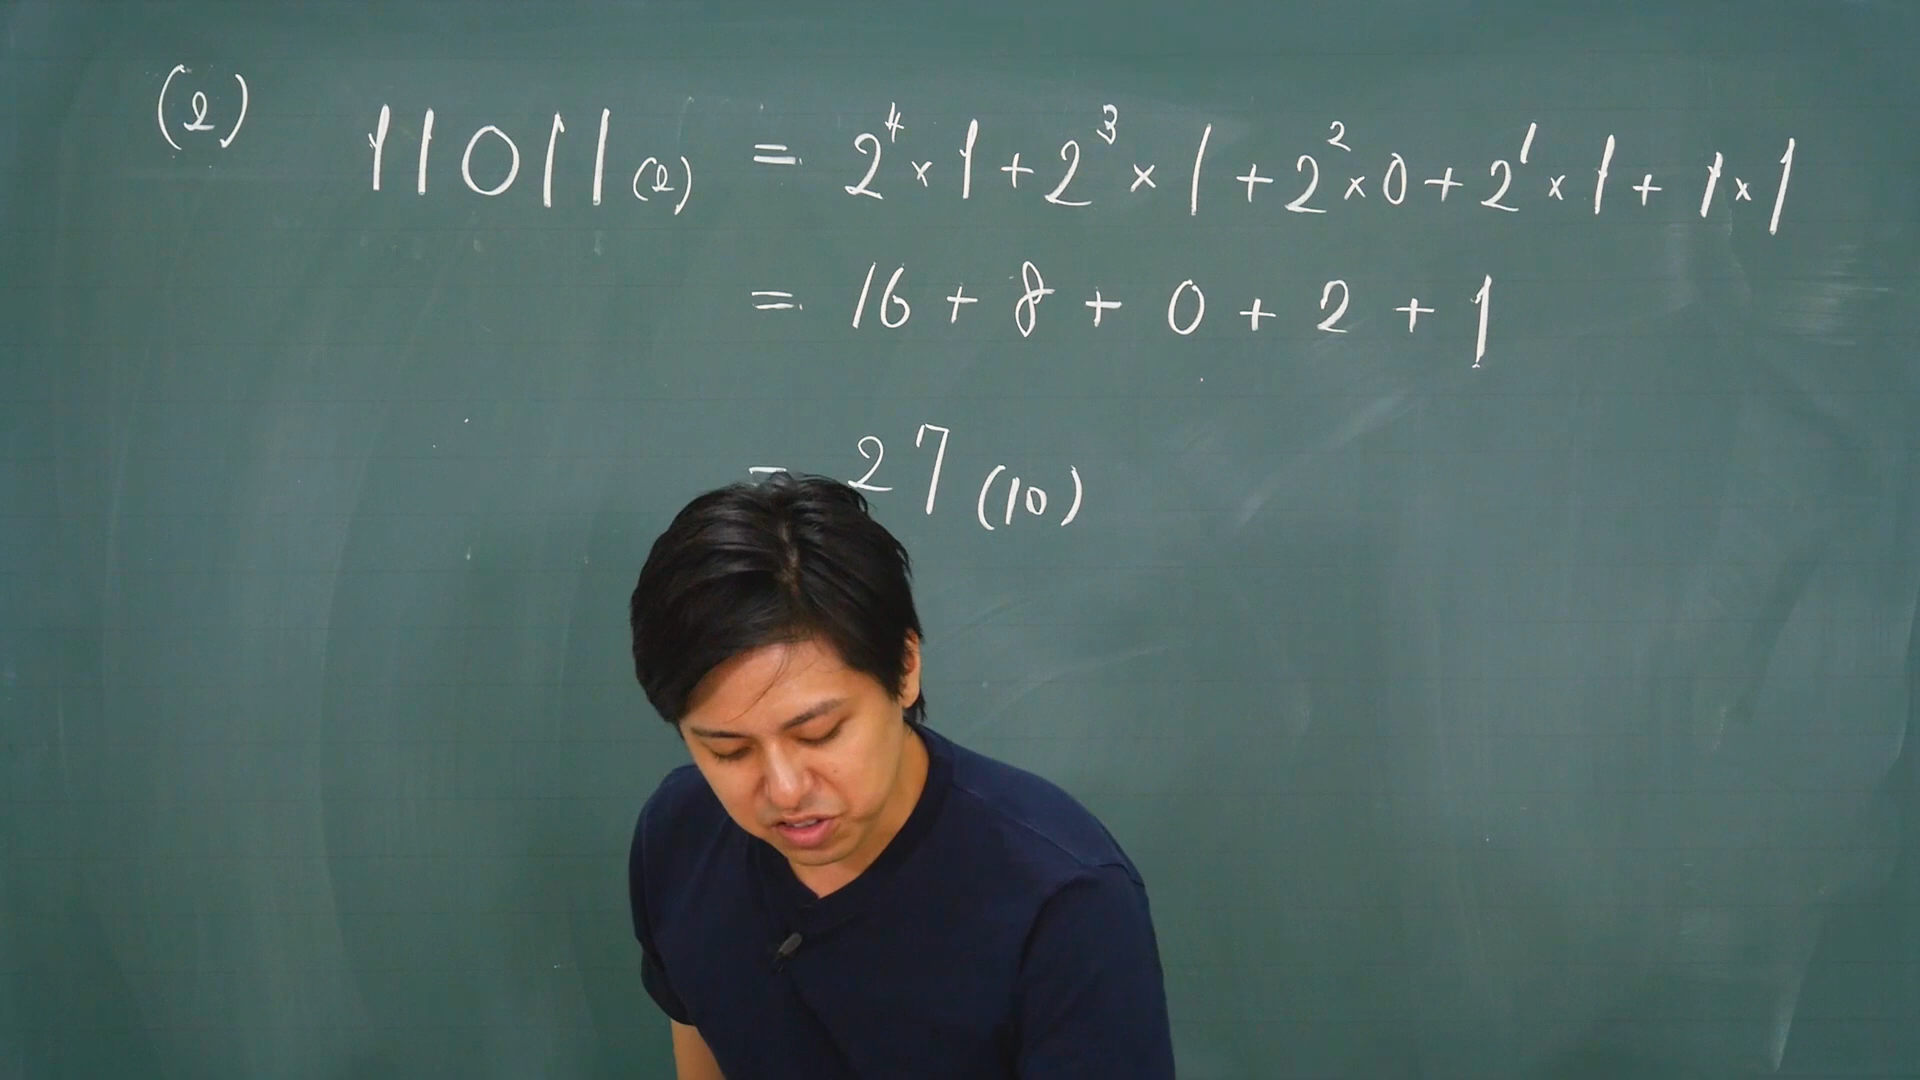 (2) 11011(2) = 2⁴ × 1 + 2³ × 1 + 2² × 0 + 2¹ × 1 + 1 × 1
= 16 + 8 + 0 + 2 + 1
= 27 (10)